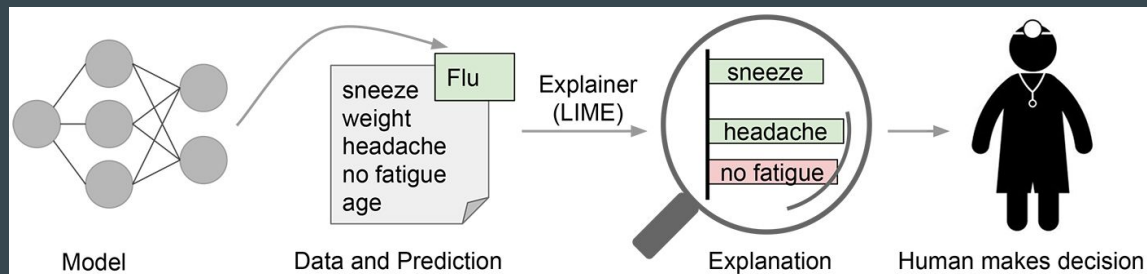 Flu
sneeze
weight
headache
no fatigue
age
Explainer
(LIME)
sneeze
headache
no fatigue
Model
Data and Prediction
Explanation
Human makes decision